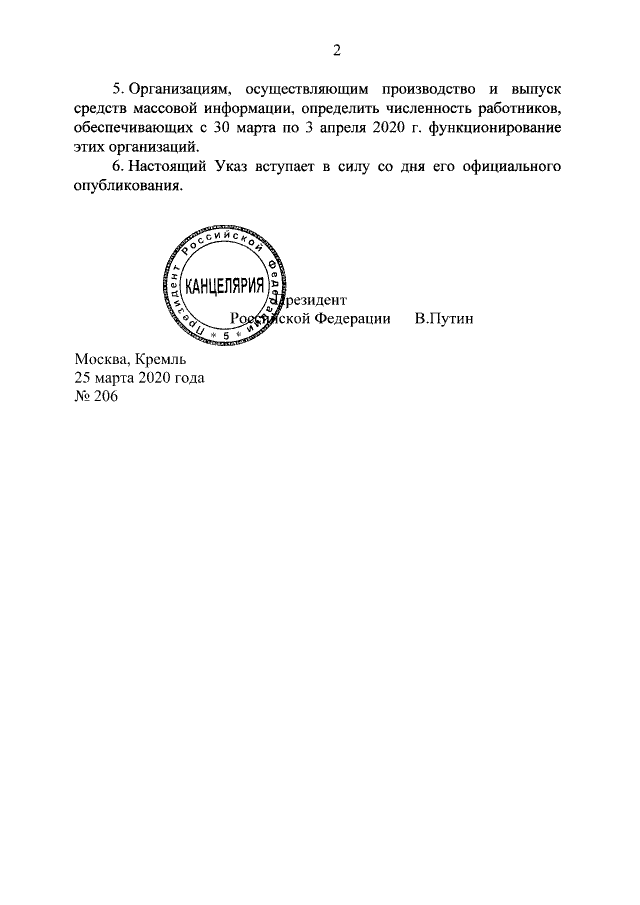 2
5. Организациям, осуществляющим производство и выпуск
средств массовой информации, определить численность работников,
обеспечивающих с 30 марта по 3 апреля 2020 г. функционирование
этих организаций.
6. Настоящий Указ вступает в силу со дня его официального
опубликования.
Президент Российской Федерации
КАНЦЕЛЯРИЯ
* 5 *
Президент
Российской Федерации В.Путин
Москва, Кремль
25 марта 2020 года
№ 206